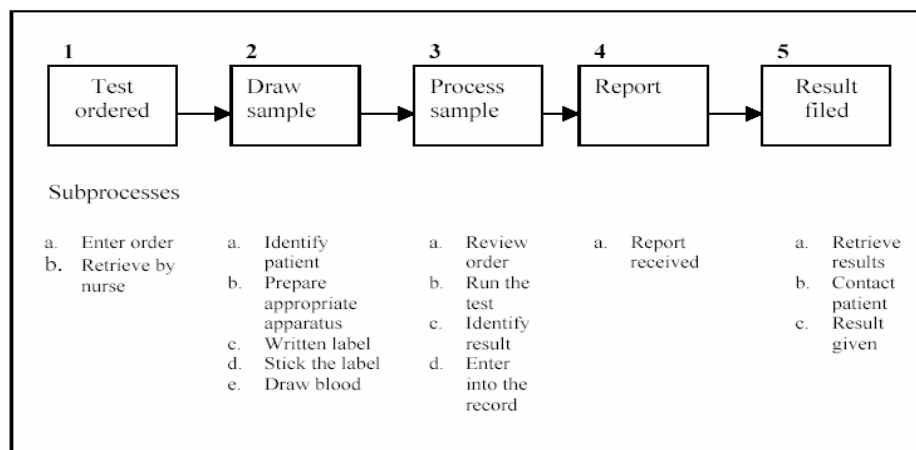 1
Test
ordered
2
Draw
sample
3
Process
sample
4
Report
5
Result
filed
Subprocesses
a. Enter order
b. Retrieve by
nurse
a. Identify
patient
b. Prepare
appropriate
apparatus
c. Written label
d. Stick the label
e. Draw blood
a. Review
order
b. Run the
test
c. Identify
result
d. Enter
into the
record
a. Report
received
a. Retrieve
results
b. Contact
patient
c. Result
given